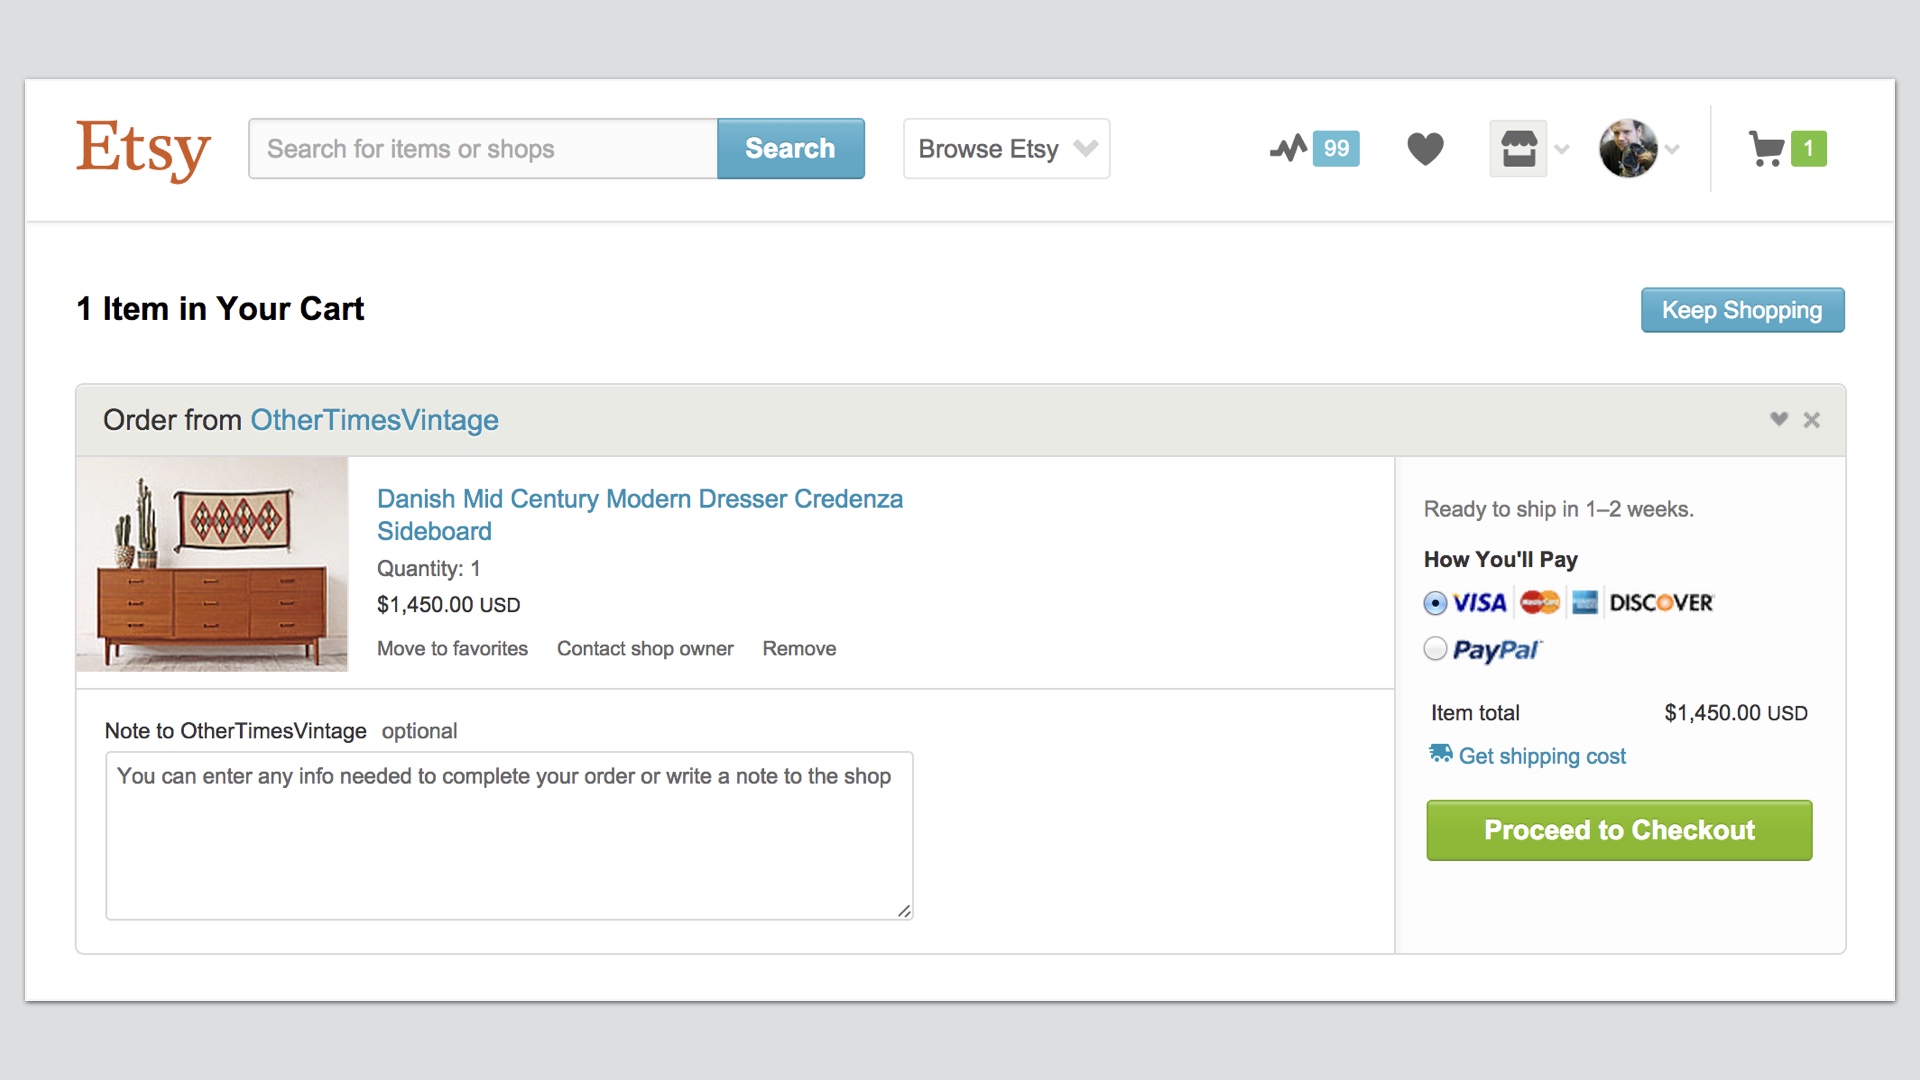 Etsy
Search for items or shops
Search
Browse Etsy
99
1
1 Item in Your Cart
Keep Shopping
Order from OtherTimesVintage
Danish Mid Century Modern Dresser Credenza
Sideboard
Quantity: 1
$1,450.00 USD
Move to favorites Contact shop owner Remove
Note to OtherTimesVintage optional
You can enter any info needed to complete your order or write a note to the shop
Ready to ship in 1–2 weeks.
How You'll Pay
VISA MasterCard DISCOVER
PayPal
Item total $1,450.00 USD
Get shipping cost
Proceed to Checkout